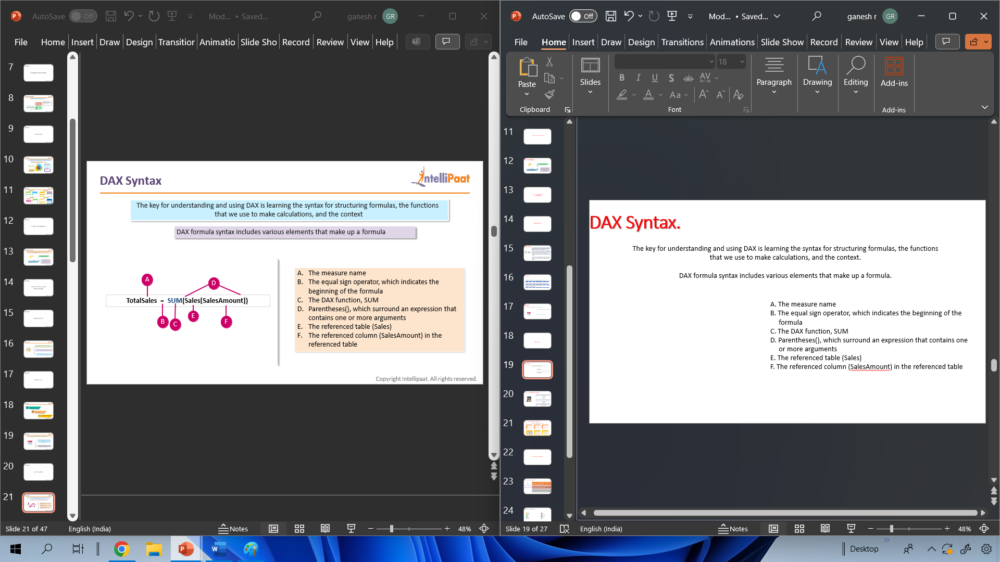 AutoSave Off Mod... • Saved... ganesh r GR
File Home Insert Draw Design Transitior Animatio Slide Sho Record Review View Help
7
8
9
10
11
12
13
14
15
16
17
18
19
20
21
DAX Syntax
IntelliPaat
The key for understanding and using DAX is learning the syntax for structuring formulas, the functions
that we use to make calculations, and the context
DAX formula syntax includes various elements that make up a formula
A
D
TotalSales = SUM(Sales[SalesAmount])
B
C
E
F
A. The measure name
B. The equal sign operator, which indicates the
beginning of the formula
C. The DAX function, SUM
D. Parentheses(), which surround an expression that
contains one or more arguments
E. The referenced table (Sales)
F. The referenced column (SalesAmount) in the
referenced table
Copyright Intellipaat. All rights reserved.
Slide 21 of 47 English (India) Notes 48%
AutoSave Off Mod... • Saved... ganesh r GR
File Home Insert Draw Design Transitions Animations Slide Show Record Review View Help
Paste
Clipboard
Slides
18
B I U S ab AV
A Aa A A A
Font
Paragraph
Drawing
Editing
Add-ins
Add-ins
11
12
13
14
15
16
17
18
19
20
21
22
23
24
DAX Syntax.
The key for understanding and using DAX is learning the syntax for structuring formulas, the functions
that we use to make calculations, and the context.
DAX formula syntax includes various elements that make up a formula.
A. The measure name
B. The equal sign operator, which indicates the beginning of the
formula
C. The DAX function, SUM
D. Parentheses(), which surround an expression that contains one
or more arguments
E. The referenced table (Sales)
F. The referenced column (SalesAmount) in the referenced table
Slide 19 of 27 English (India) Notes 48%
Desktop